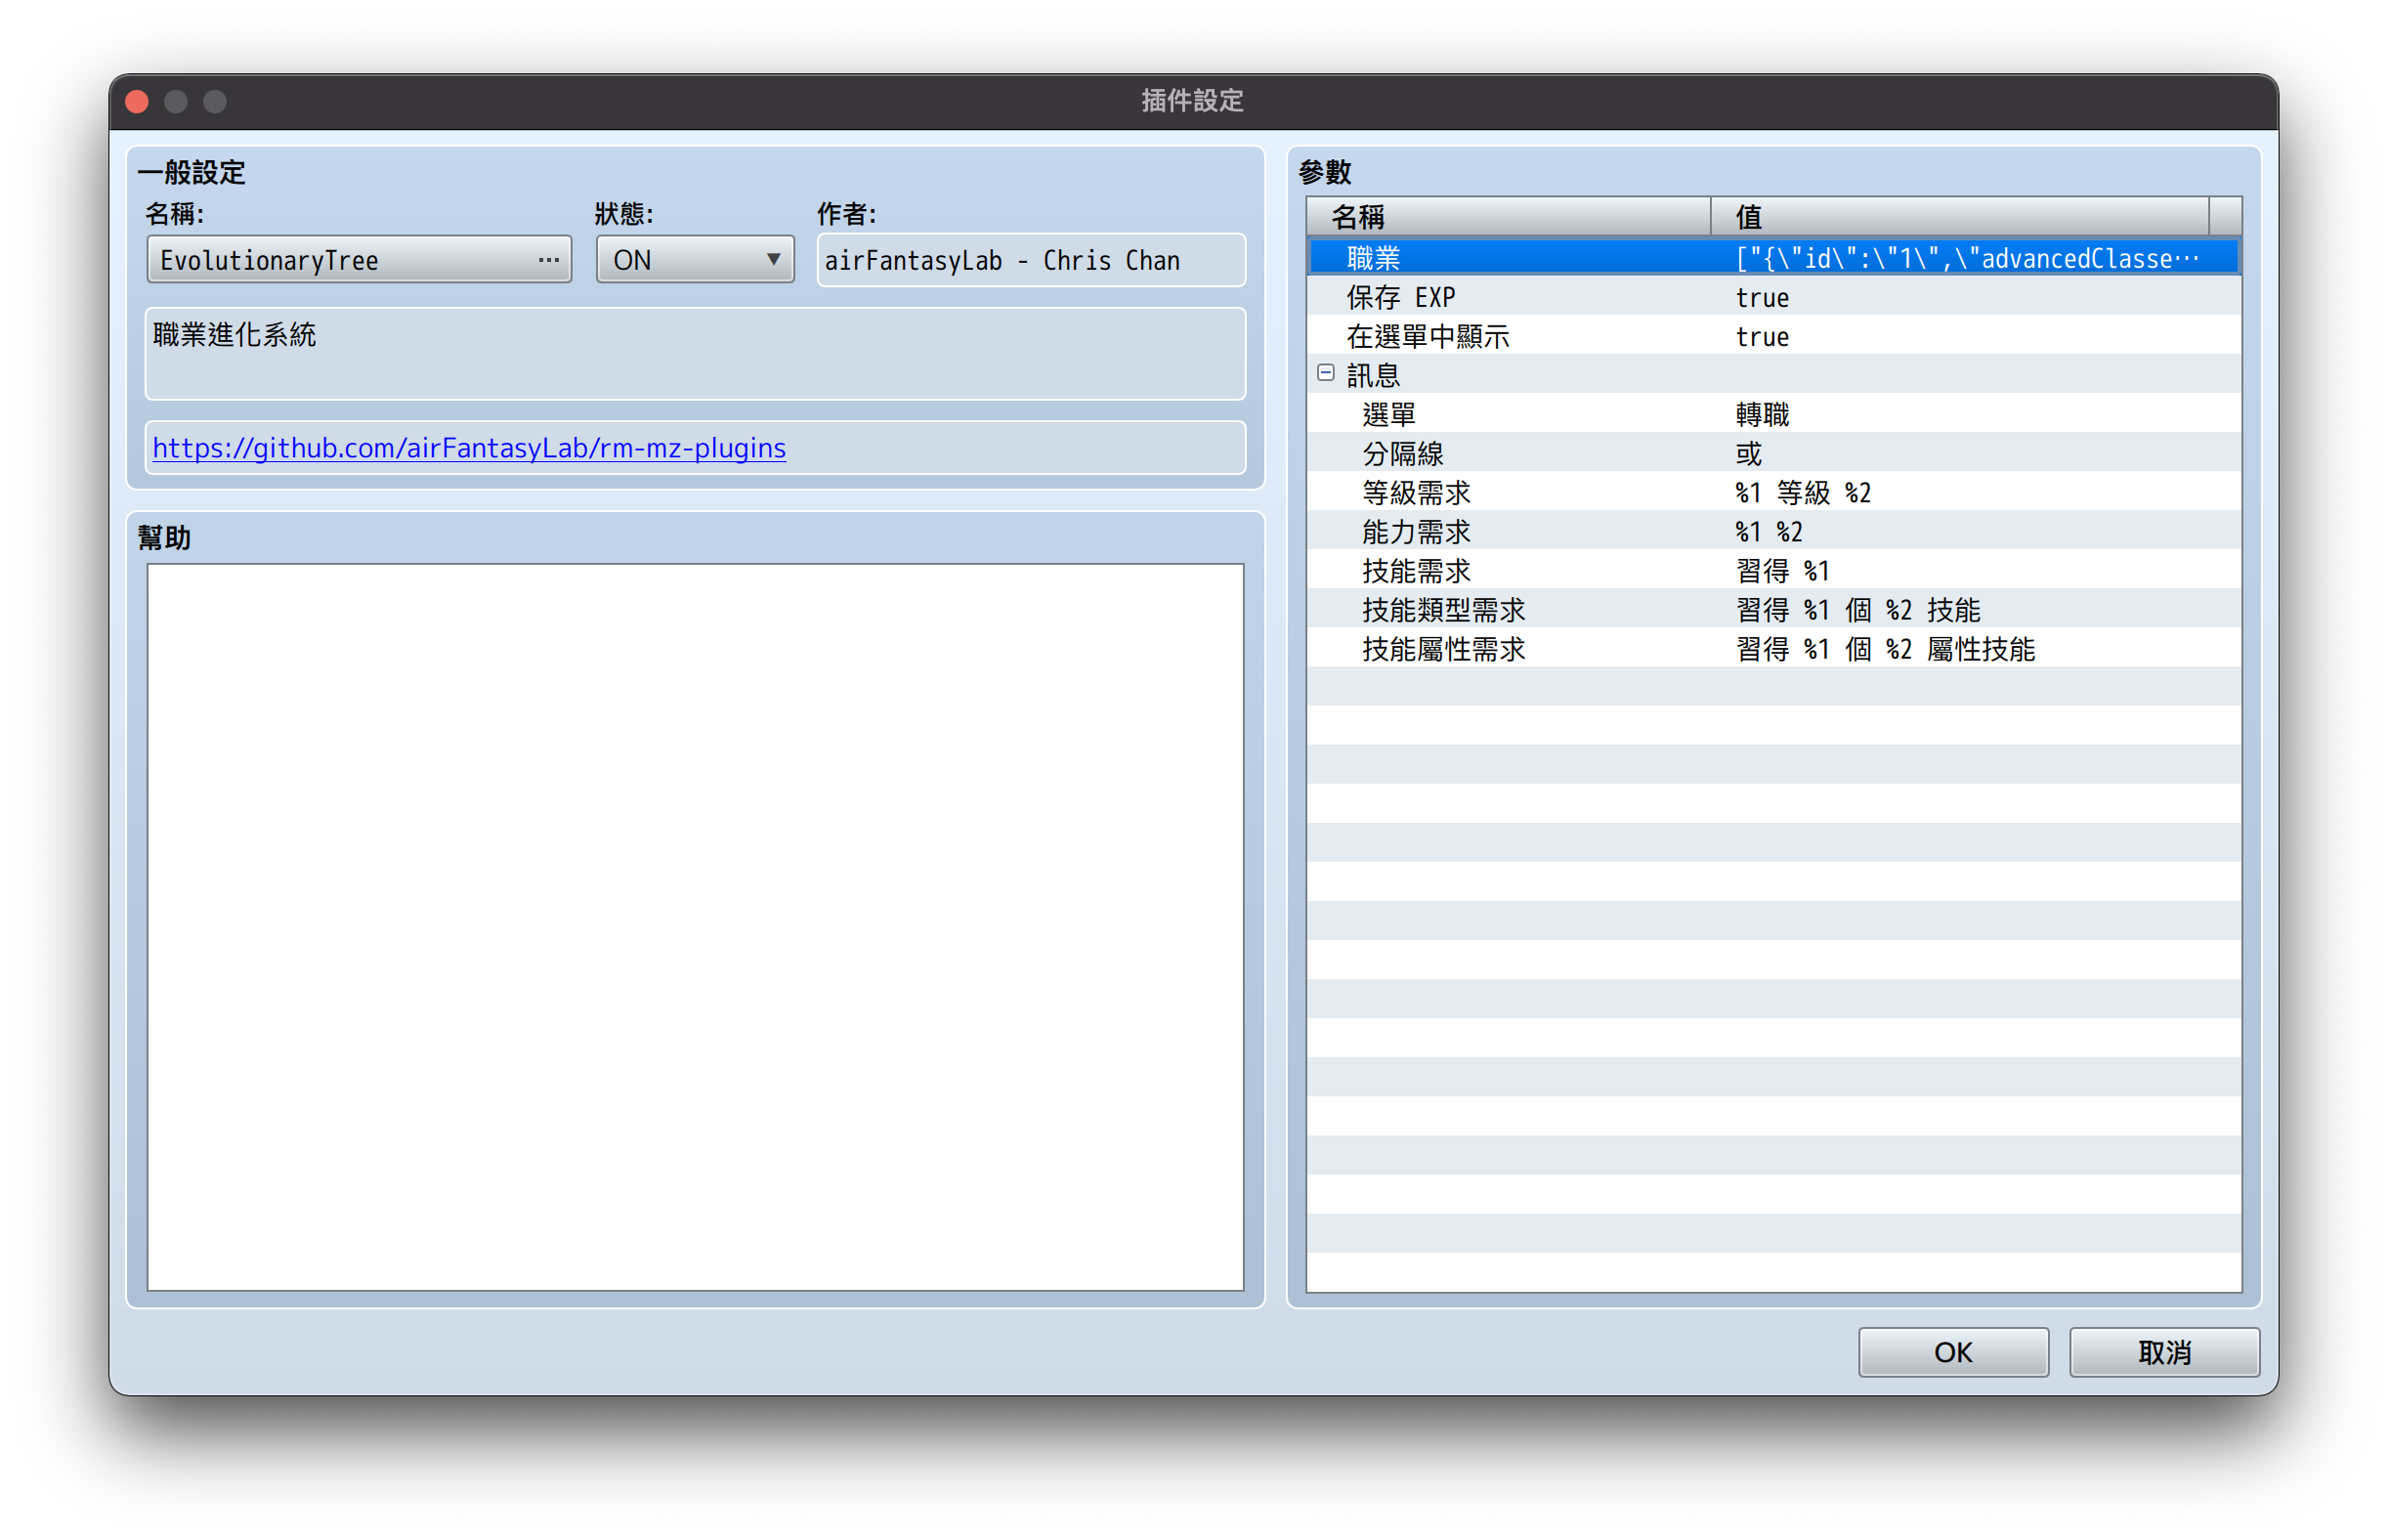 插件設定
一般設定
名稱:
狀態:
作者:
EvolutionaryTree ...
ON
airFantasyLab - Chris Chan
職業進化系統
https://github.com/airFantasyLab/rm-mz-plugins
幫助
參數
名稱 值
職業 ["{\"id\":\"1\",\"advancedClasse…
保存 EXP true
在選單中顯示 true
訊息
選單 轉職
分隔線 或
等級需求 %1 等級 %2
能力需求 %1 %2
技能需求 習得 %1
技能類型需求 習得 %1 個 %2 技能
技能屬性需求 習得 %1 個 %2 屬性技能
OK
取消